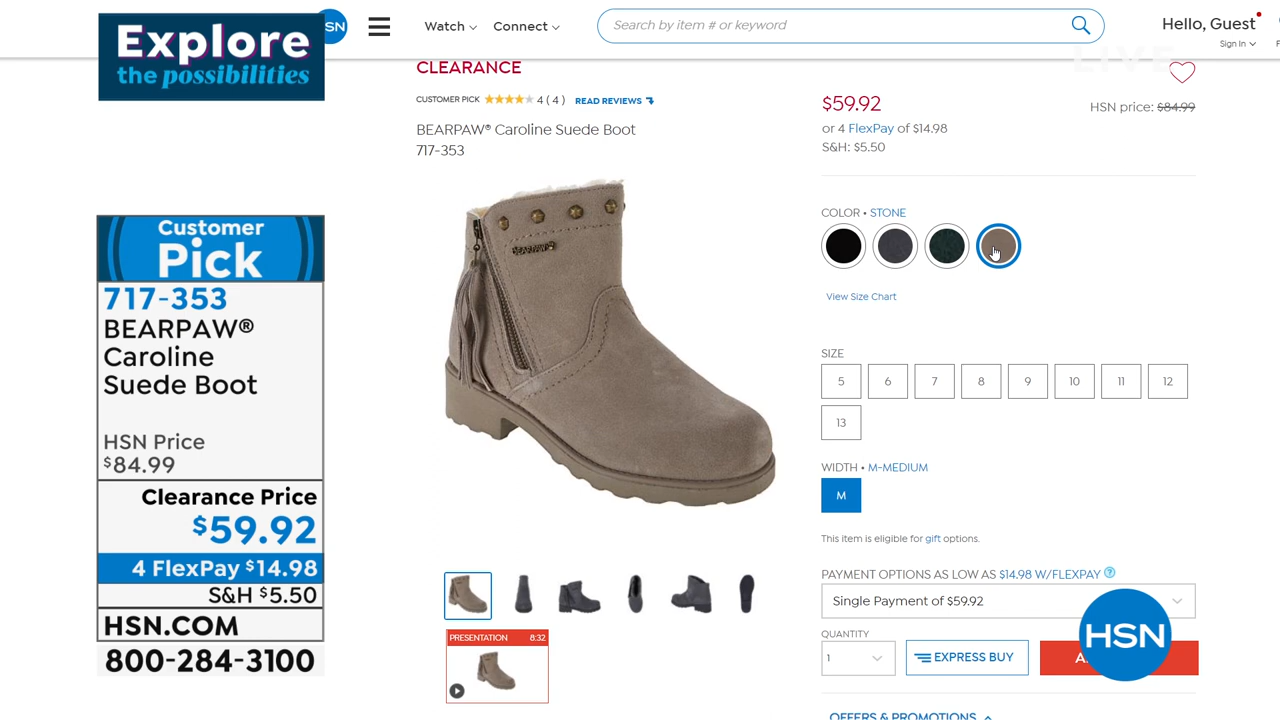 Explore
the possibilities
SN
Watch
Connect
Search by item # or keyword
Hello, Guest
Sign In
LIVE
CLEARANCE
CUSTOMER PICK
4 ( 4 )
READ REVIEWS
BEARPAW® Caroline Suede Boot
717-353
$59.92
HSN price: $84.99
or 4 FlexPay of $14.98
S&H: $5.50
COLOR • STONE
View Size Chart
SIZE
5 6 7 8 9 10 11 12
13
WIDTH • M-MEDIUM
M
This item is eligible for gift options.
PAYMENT OPTIONS AS LOW AS $14.98 W/FLEXPAY ?
Single Payment of $59.92
QUANTITY
1
EXPRESS BUY
HSN
OFFERS & PROMOTIONS
BEARPAW
PRESENTATION 8:32
Customer
Pick
717-353
BEARPAW®
Caroline
Suede Boot
HSN Price
$84.99
Clearance Price
$59.92
4 FlexPay $14.98
S&H $5.50
HSN.COM
800-284-3100